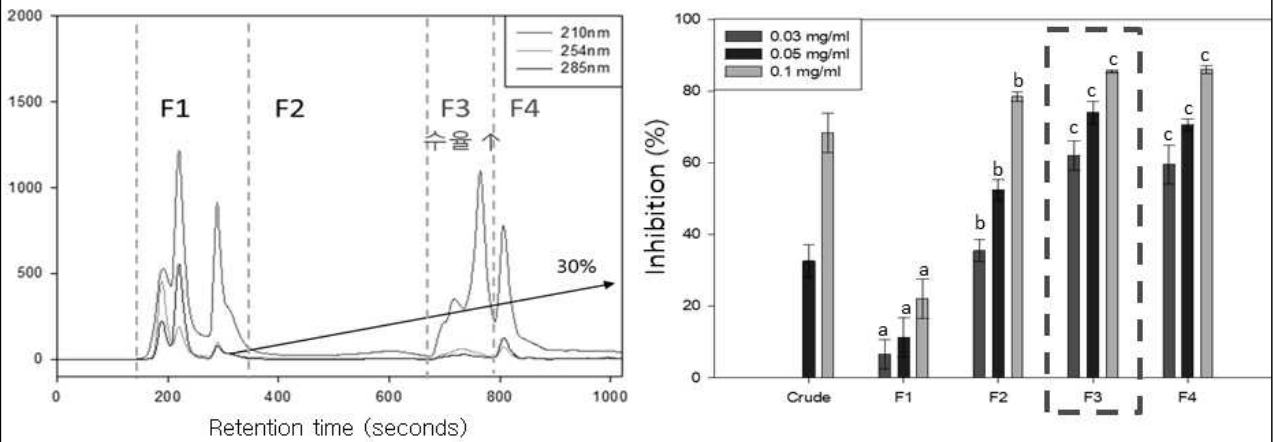 2000
1500
1000
500
0
210nm
254nm
285nm
F1
F2
F3
F4
수율 ↑
30%
0
200
400
600
800
1000
Retention time (seconds)
Inhibition (%)
100
80
60
40
20
0
0.03 mg/ml
0.05 mg/ml
0.1 mg/ml
a
a
a
b
b
b
c
c
c
c
c
c
Crude
F1
F2
F3
F4